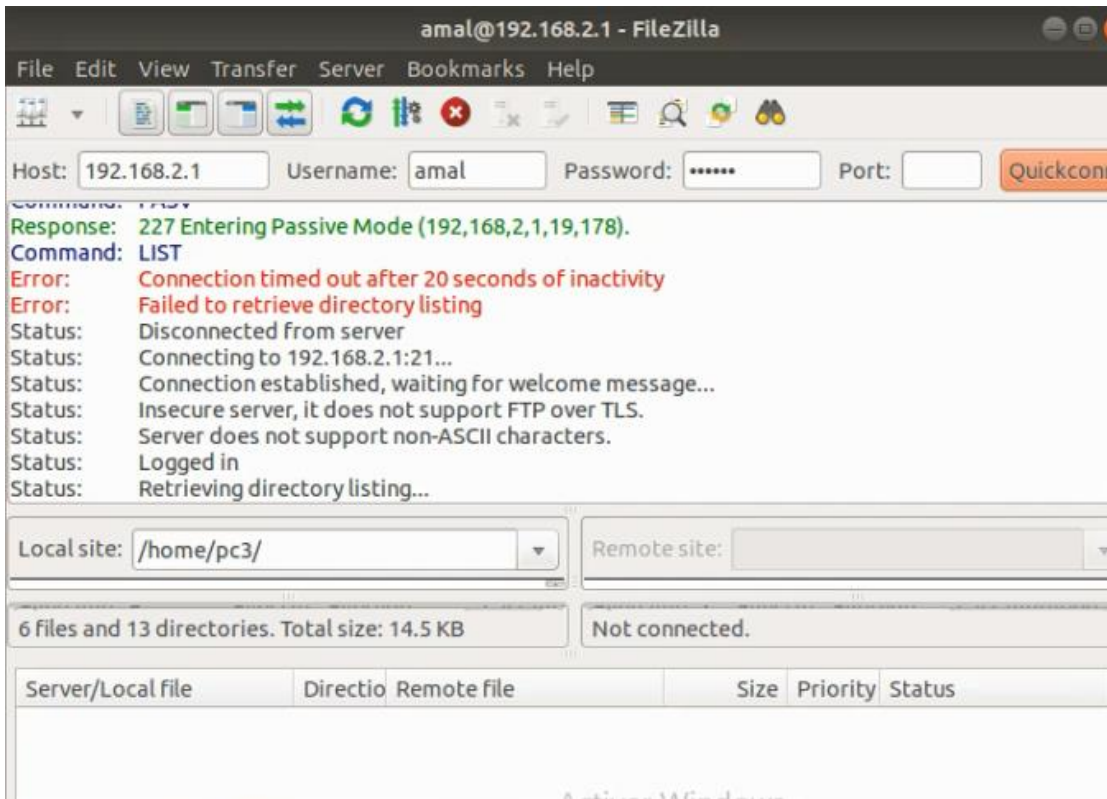 amal@192.168.2.1 - FileZilla
File Edit View Transfer Server Bookmarks Help
Host: 192.168.2.1 Username: amal Password: •••••• Port: Quickconn
Command: PASV
Response: 227 Entering Passive Mode (192,168,2,1,19,178).
Command: LIST
Error: Connection timed out after 20 seconds of inactivity
Error: Failed to retrieve directory listing
Status: Disconnected from server
Status: Connecting to 192.168.2.1:21...
Status: Connection established, waiting for welcome message...
Status: Insecure server, it does not support FTP over TLS.
Status: Server does not support non-ASCII characters.
Status: Logged in
Status: Retrieving directory listing...
Local site: /home/pc3/ Remote site:
6 files and 13 directories. Total size: 14.5 KB Not connected.
Server/Local file Directio Remote file Size Priority Status
Activer Windows